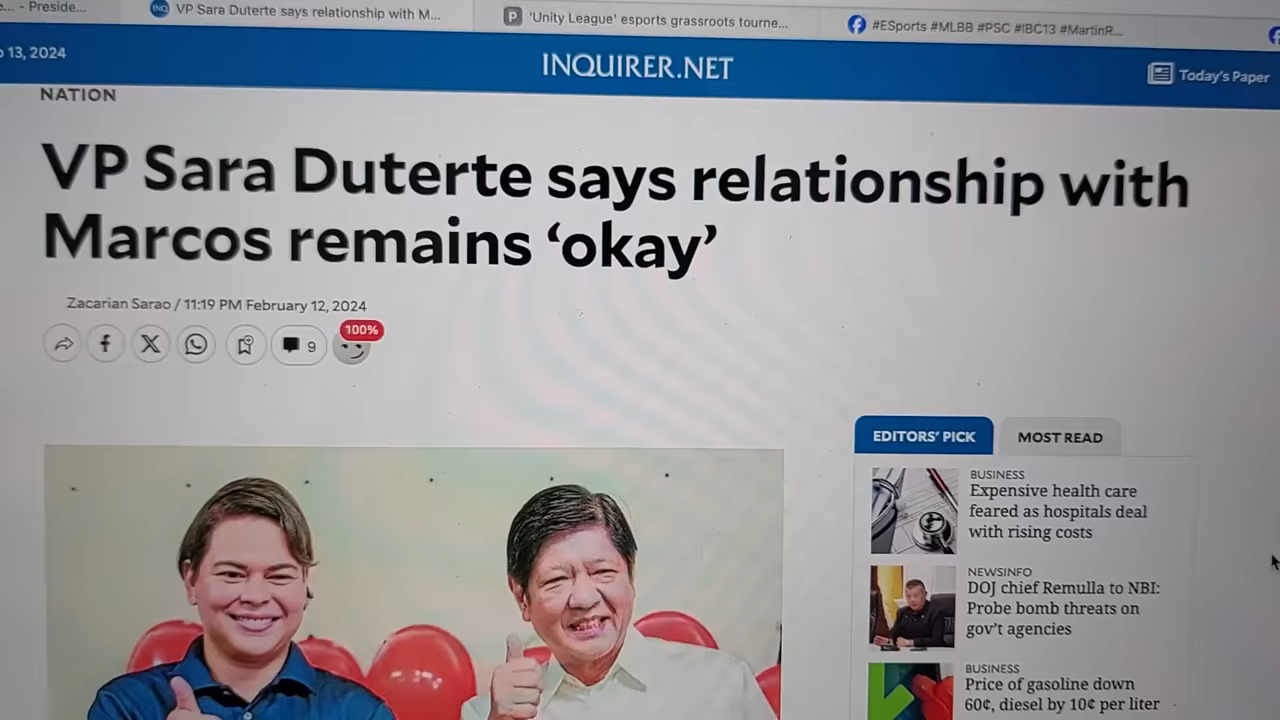 e... - Preside...
INQ
VP Sara Duterte says relationship with M...
P
'Unity League' esports grassroots tourne...
#ESports #MLBB #PSC #IBC13 #MartinR...
13, 2024
INQUIRER.NET
Today's Paper
NATION
VP Sara Duterte says relationship with
Marcos remains ‘okay’
Zacarian Sarao / 11:19 PM February 12, 2024
9
100%
EDITORS' PICK
MOST READ
BUSINESS
Expensive health care
feared as hospitals deal
with rising costs
NEWSINFO
DOJ chief Remulla to NBI:
Probe bomb threats on
gov't agencies
BUSINESS
Price of gasoline down
60¢, diesel by 10¢ per liter